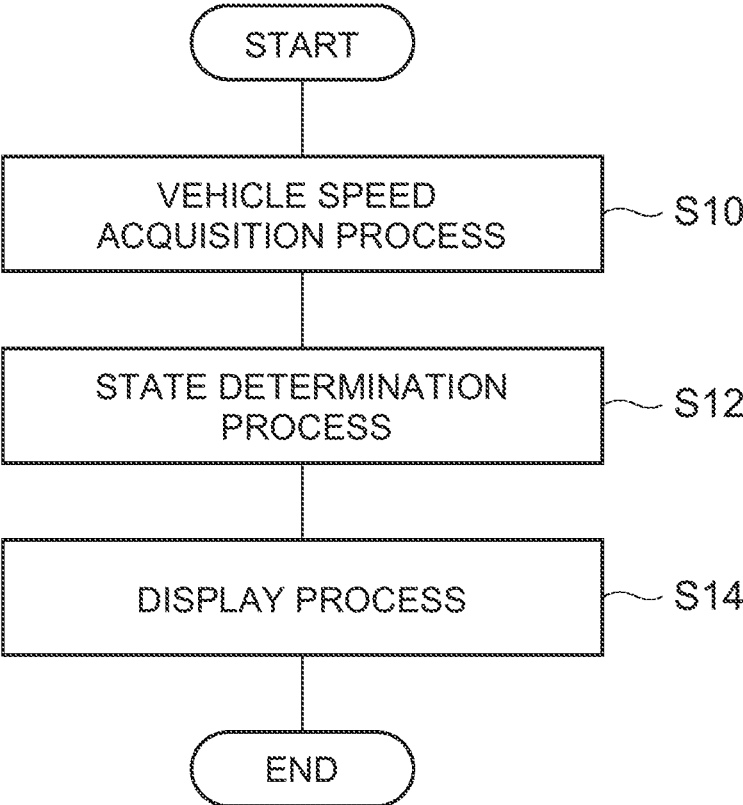 START
VEHICLE SPEED
ACQUISITION PROCESS
S10
STATE DETERMINATION
PROCESS
S12
DISPLAY PROCESS
S14
END